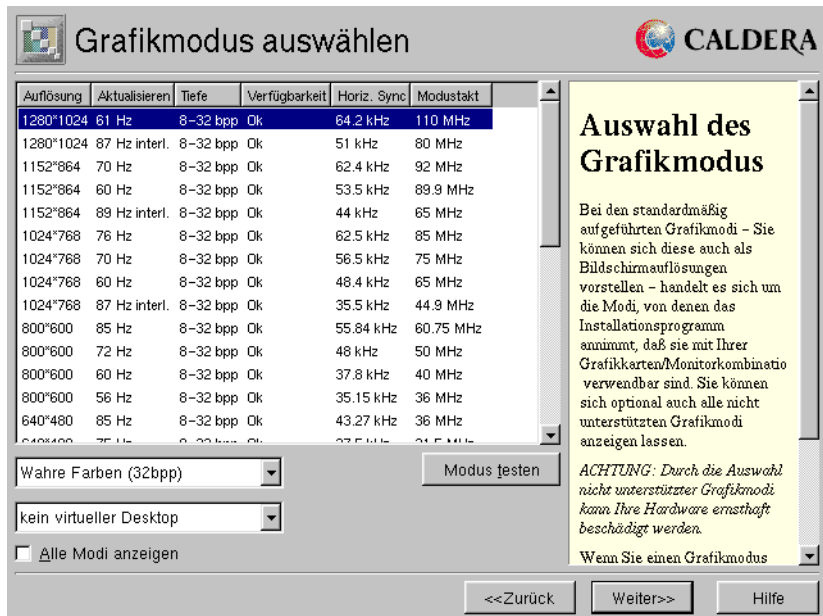 Grafikmodus auswählen
CALDERA
Auflösung Aktualisieren Tiefe Verfügbarkeit Horiz. Sync Modustakt
1280*1024 61 Hz 8-32 bpp Ok 64.2 kHz 110 MHz
1280*1024 87 Hz interl. 8-32 bpp Ok 51 kHz 80 MHz
1152*864 70 Hz 8-32 bpp Ok 62.4 kHz 92 MHz
1152*864 60 Hz 8-32 bpp Ok 53.5 kHz 89.9 MHz
1152*864 89 Hz interl. 8-32 bpp Ok 44 kHz 65 MHz
1024*768 76 Hz 8-32 bpp Ok 62.5 kHz 85 MHz
1024*768 70 Hz 8-32 bpp Ok 56.5 kHz 75 MHz
1024*768 60 Hz 8-32 bpp Ok 48.4 kHz 65 MHz
1024*768 87 Hz interl. 8-32 bpp Ok 35.5 kHz 44.9 MHz
800*600 85 Hz 8-32 bpp Ok 55.84 kHz 60.75 MHz
800*600 72 Hz 8-32 bpp Ok 48 kHz 50 MHz
800*600 60 Hz 8-32 bpp Ok 37.8 kHz 40 MHz
800*600 56 Hz 8-32 bpp Ok 35.15 kHz 36 MHz
640*480 85 Hz 8-32 bpp Ok 43.27 kHz 36 MHz
Wahre Farben (32bpp)
Modus testen
kein virtueller Desktop
Alle Modi anzeigen
Auswahl des
Grafikmodus
Bei den standardmäßig
aufgeführten Grafikmodi – Sie
können sich diese auch als
Bildschirmauflösungen
vorstellen – handelt es sich um
die Modi, von denen das
Installationsprogramm
annimmt, daß sie mit Ihrer
Grafikkarten/Monitorkombinatio
verwendbar sind. Sie können
sich optional auch alle nicht
unterstützten Grafikmodi
anzeigen lassen.
ACHTUNG: Durch die Auswahl
nicht unterstützter Grafikmodi
kann Ihre Hardware ernsthaft
beschädigt werden.
Wenn Sie einen Grafikmodus
<<Zurück
Weiter>>
Hilfe